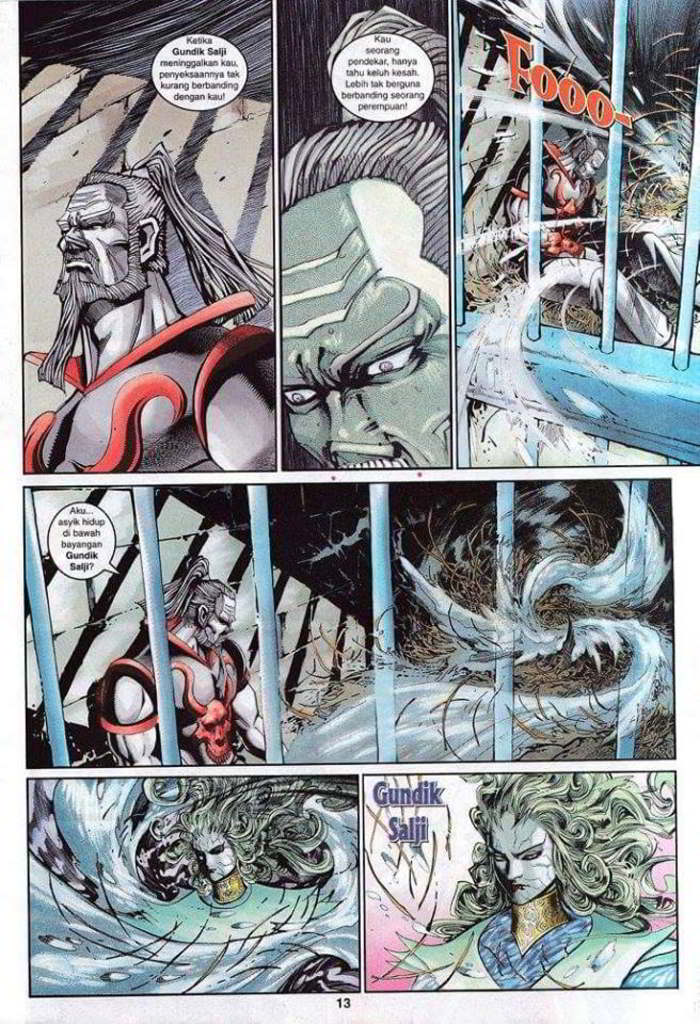 Ketika
Gundik Salji
meninggalkan kau,
penyeksaannya tak
kurang berbanding
dengan kau!
Kau
seorang
pendekar, hanya
tahu keluh kesah.
Lebih tak berguna
berbanding seorang
perempuan!
Fooo-
Aku...
asyik hidup
di bawah
bayangan
Gundik
Salji?
Gundik
Salji
13